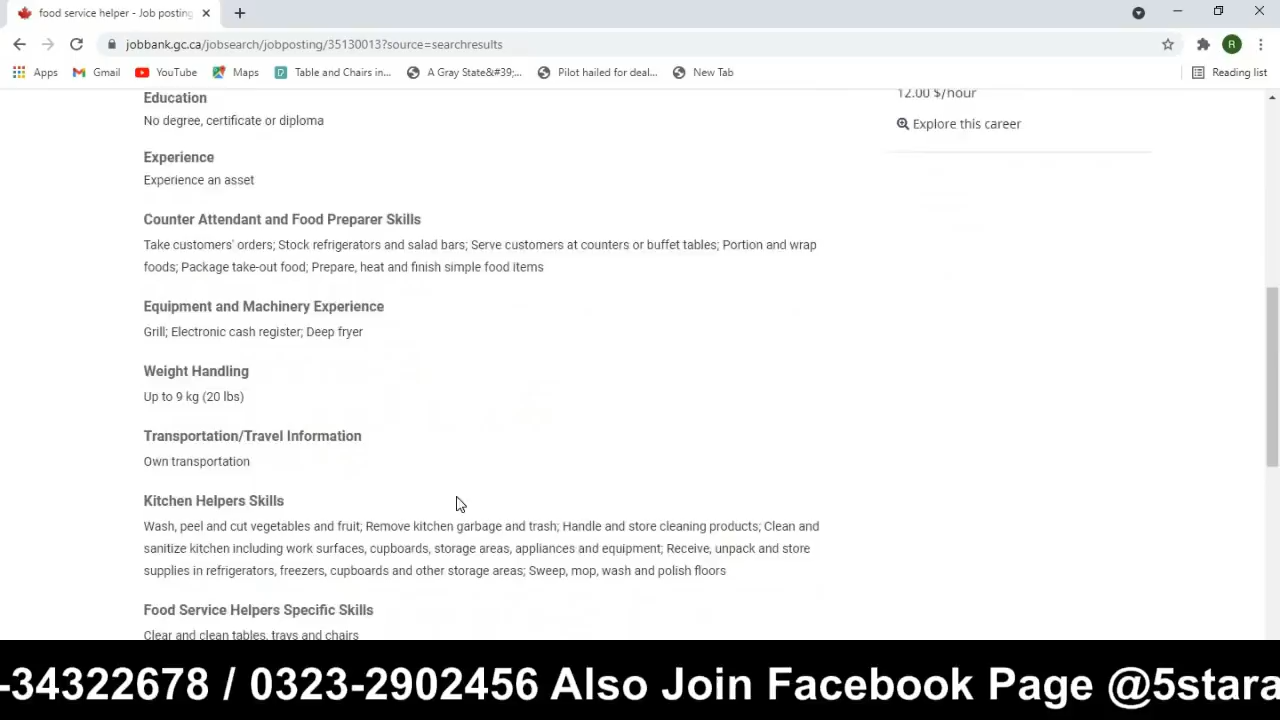 food service helper - Job posting
jobbank.gc.ca/jobsearch/jobposting/35130013?source=searchresults
R
Apps Gmail YouTube Maps Table and Chairs in... A Gray State&#39;... Pilot hailed for deal... New Tab Reading list
Education
12.00 $/hour
No degree, certificate or diploma
Explore this career
Experience
Experience an asset
Counter Attendant and Food Preparer Skills
Take customers' orders; Stock refrigerators and salad bars; Serve customers at counters or buffet tables; Portion and wrap
foods; Package take-out food; Prepare, heat and finish simple food items
Equipment and Machinery Experience
Grill; Electronic cash register; Deep fryer
Weight Handling
Up to 9 kg (20 lbs)
Transportation/Travel Information
Own transportation
Kitchen Helpers Skills
Wash, peel and cut vegetables and fruit; Remove kitchen garbage and trash; Handle and store cleaning products; Clean and
sanitize kitchen including work surfaces, cupboards, storage areas, appliances and equipment; Receive, unpack and store
supplies in refrigerators, freezers, cupboards and other storage areas; Sweep, mop, wash and polish floors
Food Service Helpers Specific Skills
Clear and clean tables, trays and chairs
-34322678 / 0323-2902456 Also Join Facebook Page @5stara